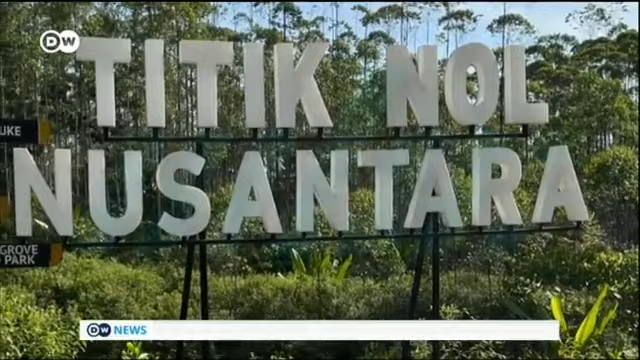 DW
TITIK NOL
UKE
NUSANTARA
GROVE
PARK
DW NEWS